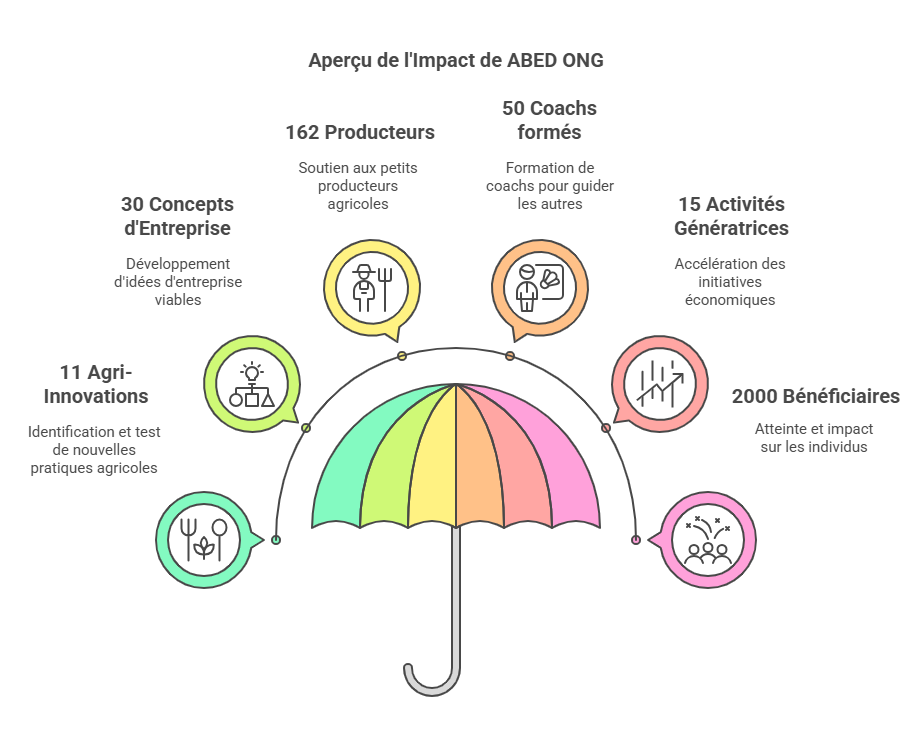 Aperçu de l'Impact de ABED ONG
11 Agri-
Innovations
Identification et test
de nouvelles
pratiques agricoles
30 Concepts
d'Entreprise
Développement
d'idées d'entreprise
viables
162 Producteurs
Soutien aux petits
producteurs
agricoles
50 Coachs
formés
Formation de
coachs pour guider
les autres
15 Activités
Génératrices
Accélération des
initiatives
économiques
2000 Bénéficiaires
Atteinte et impact
sur les individus